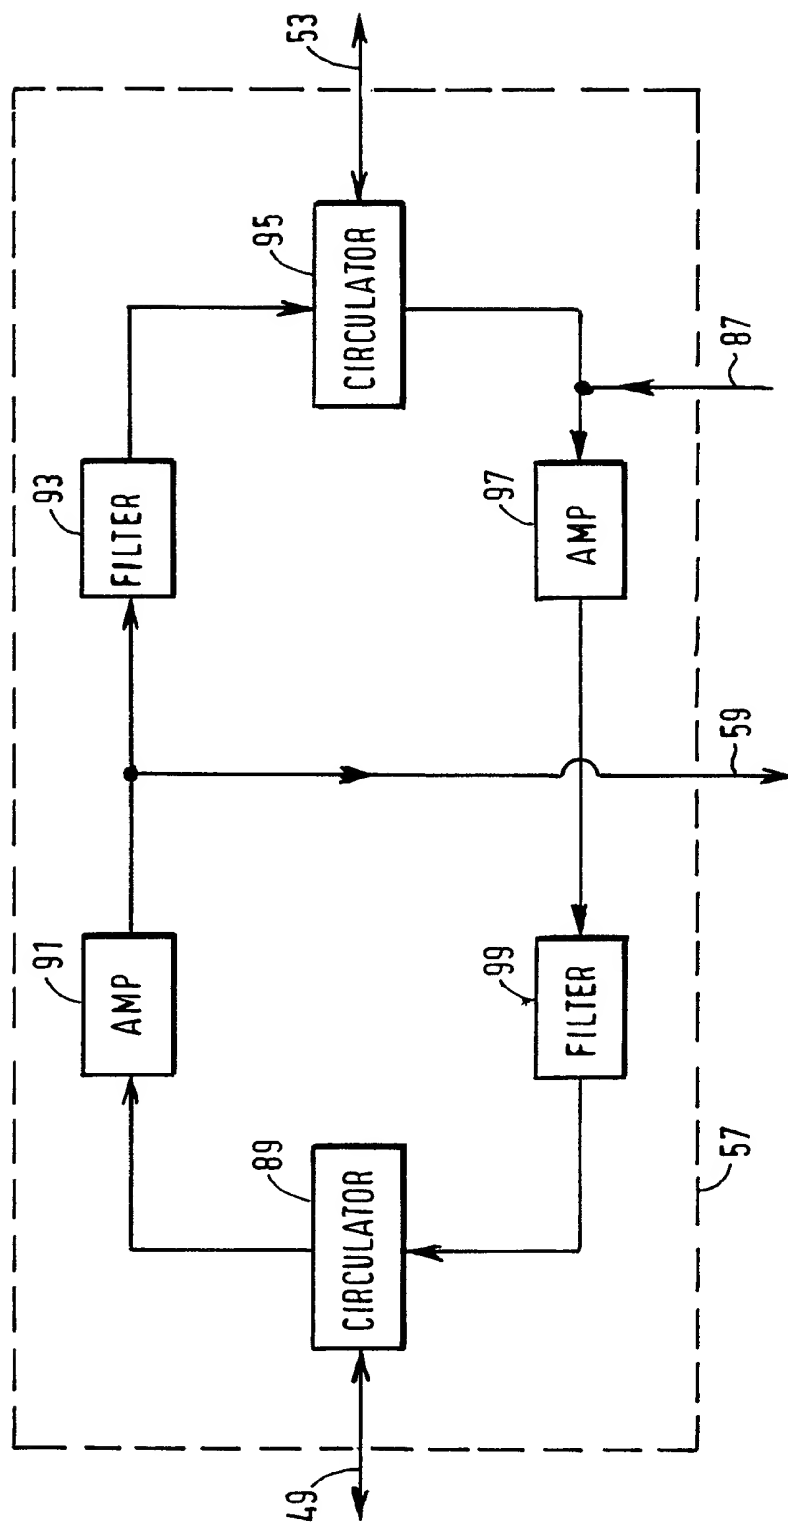 53
95
CIRCULATOR
87
93
FILTER
97
AMP
59
91
AMP
99
FILTER
89
CIRCULATOR
57
49